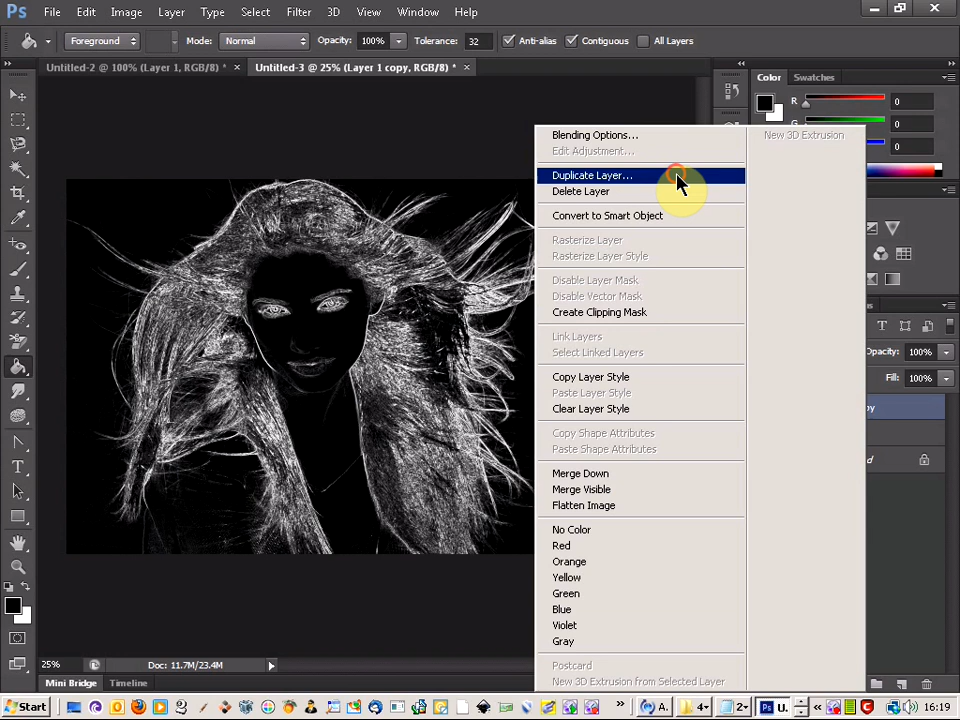 Ps File Edit Image Layer Type Select Filter 3D View Window Help
Foreground Mode: Normal Opacity: 100% Tolerance: 32 Anti-alias Contiguous All Layers
Untitled-2 @ 100% (Layer 1, RGB/8) * × Untitled-3 @ 25% (Layer 1 copy, RGB/8) * ×
Color Swatches
R 0
G 0
0
Blending Options...
New 3D Extrusion
Edit Adjustment...
Duplicate Layer...
Delete Layer
Convert to Smart Object
Rasterize Layer
Rasterize Layer Style
Disable Layer Mask
Disable Vector Mask
Create Clipping Mask
Link Layers
Select Linked Layers
Copy Layer Style
Paste Layer Style
Clear Layer Style
Copy Shape Attributes
Paste Shape Attributes
Merge Down
Merge Visible
Flatten Image
No Color
Red
Orange
Yellow
Green
Blue
Violet
Gray
Postcard
New 3D Extrusion from Selected Layer
Opacity: 100%
Fill: 100%
py
d
25% Doc: 11.7M/23.4M
Mini Bridge Timeline
Start » A. 4 2 U. « 16:19